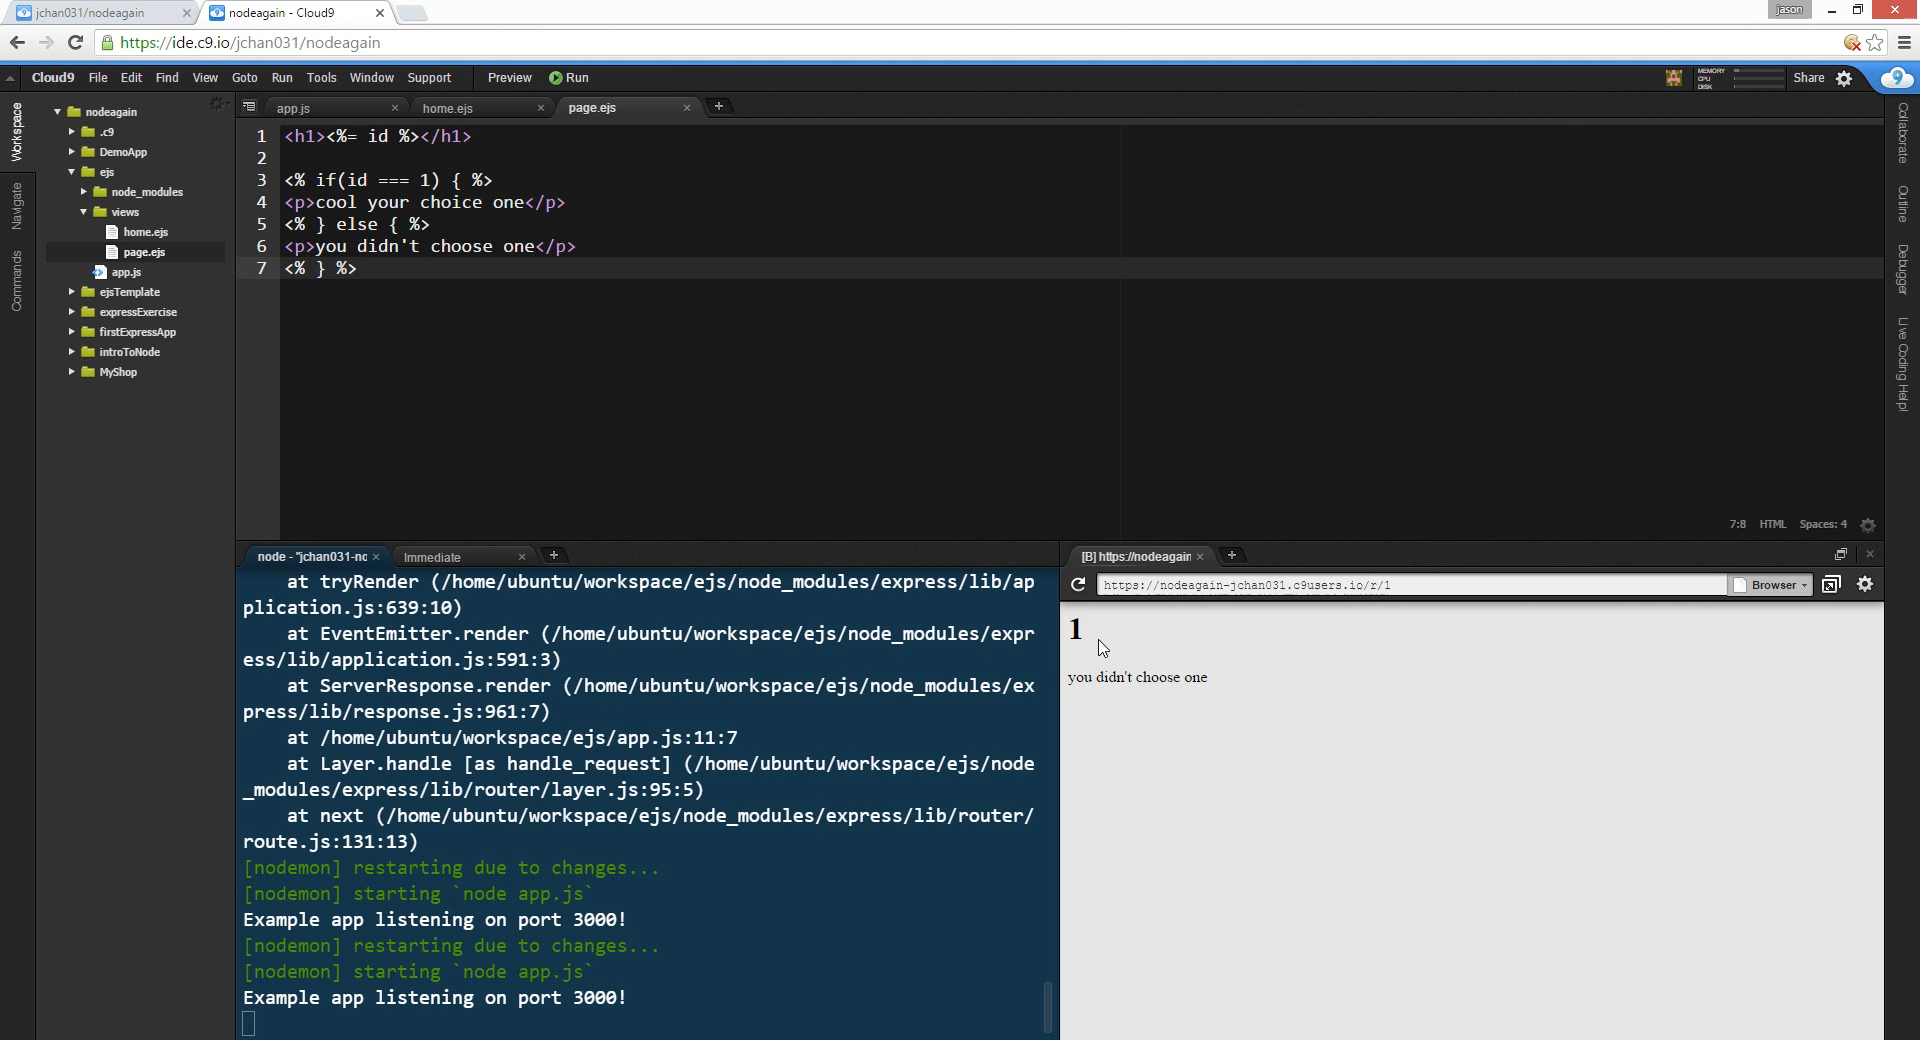 jchan031/nodeagain
nodeagain - Cloud9
jason
https://ide.c9.io/jchan031/nodeagain
Cloud9 File Edit Find View Goto Run Tools Window Support Preview Run
MEMORY
CPU
DISK
Share
Workspace
Navigate
Commands
nodeagain
.c9
DemoApp
ejs
node_modules
views
home.ejs
page.ejs
app.js
ejsTemplate
expressExercise
firstExpressApp
introToNode
MyShop
app.js
home.ejs
page.ejs
1 <h1><%= id %></h1>
2
3 <% if(id === 1) { %>
4 <p>cool your choice one</p>
5 <% } else { %>
6 <p>you didn't choose one</p>
7 <% } %>
7:8 HTML Spaces: 4
Collaborate
Outline
Debugger
Live Coding Help!
node - "jchan031-no
Immediate
at tryRender (/home/ubuntu/workspace/ejs/node_modules/express/lib/ap
plication.js:639:10)
at EventEmitter.render (/home/ubuntu/workspace/ejs/node_modules/expr
ess/lib/application.js:591:3)
at ServerResponse.render (/home/ubuntu/workspace/ejs/node_modules/ex
press/lib/response.js:961:7)
at /home/ubuntu/workspace/ejs/app.js:11:7
at Layer.handle [as handle_request] (/home/ubuntu/workspace/ejs/node
_modules/express/lib/router/layer.js:95:5)
at next (/home/ubuntu/workspace/ejs/node_modules/express/lib/router/
route.js:131:13)
[nodemon] restarting due to changes...
[nodemon] starting `node app.js`
Example app listening on port 3000!
[nodemon] restarting due to changes...
[nodemon] starting `node app.js`
Example app listening on port 3000!
[B] https://nodeagain
https://nodeagain-jchan031.c9users.io/r/1
Browser
1
you didn't choose one